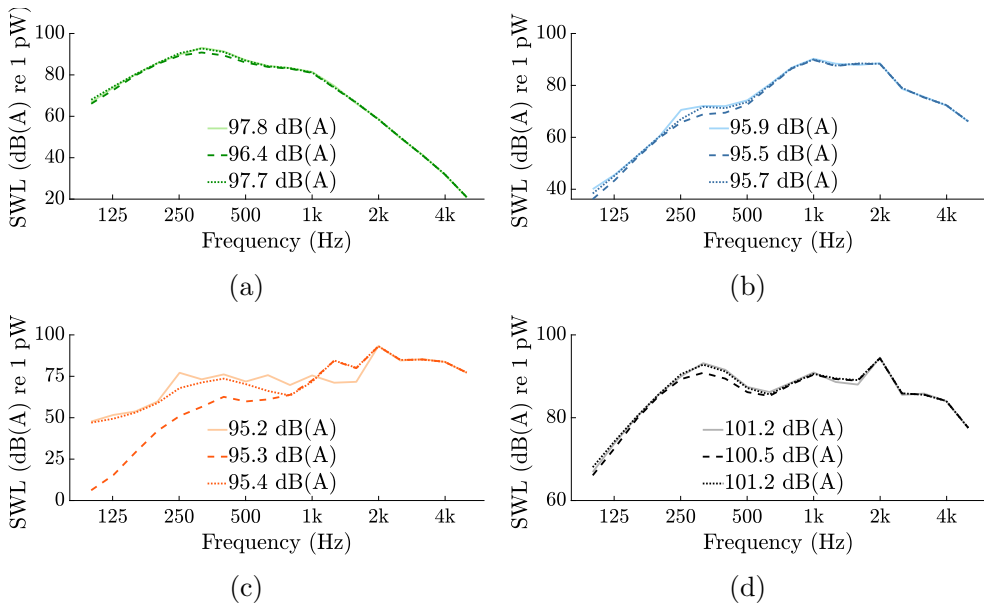 SWL (dB(A) re 1 pW)
100
80
60
40
20
97.8 dB(A)
96.4 dB(A)
97.7 dB(A)
125 250 500 1k 2k 4k
Frequency (Hz)
(a)
SWL (dB(A) re 1 pW
100
80
60
40
95.9 dB(A)
95.5 dB(A)
95.7 dB(A)
125 250 500 1k 2k 4k
Frequency (Hz)
(b)
SWL (dB(A) re 1 pW
100
75
50
25
0
95.2 dB(A)
95.3 dB(A)
95.4 dB(A)
125 250 500 1k 2k 4k
Frequency (Hz)
(c)
SWL (dB(A) re 1 pW
100
80
60
101.2 dB(A)
100.5 dB(A)
101.2 dB(A)
125 250 500 1k 2k 4k
Frequency (Hz)
(d)